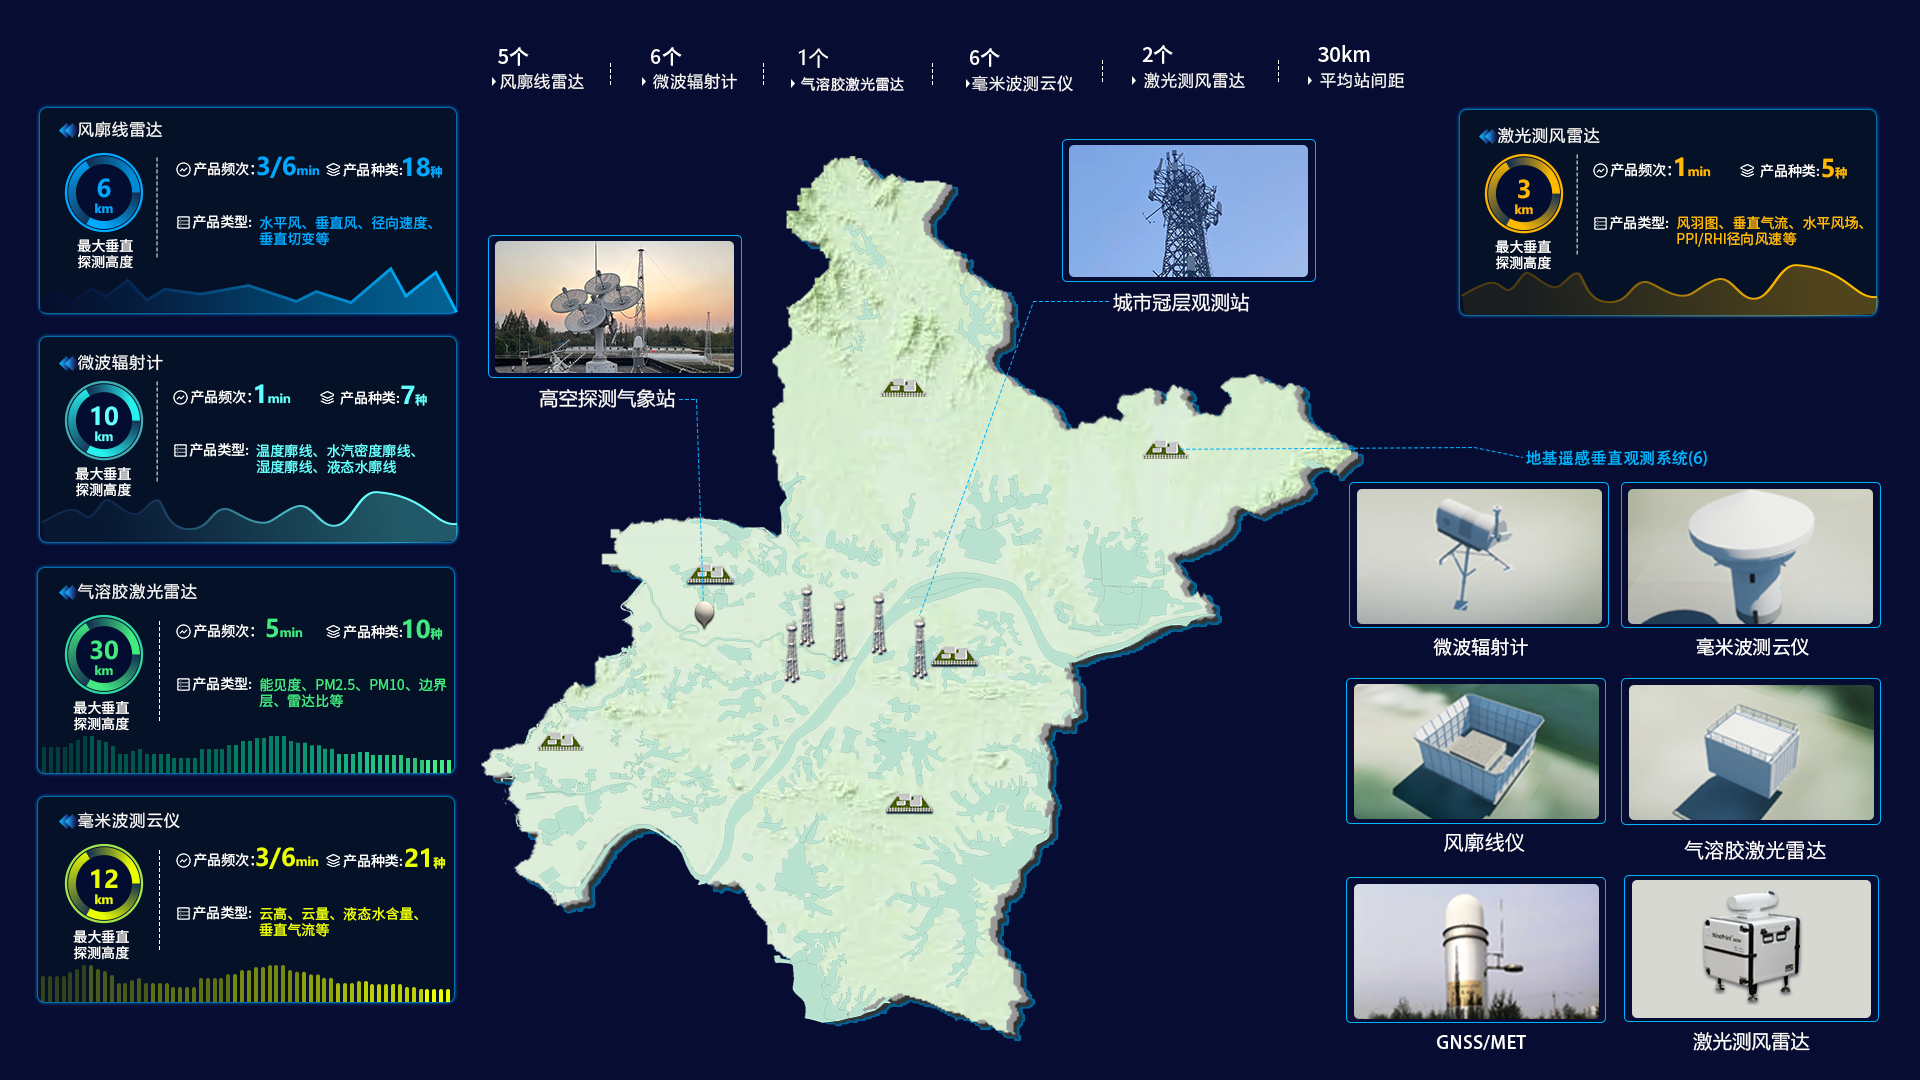 5个
风廓线雷达
6个
微波辐射计
1个
气溶胶激光雷达
6个
毫米波测云仪
2个
激光测风雷达
30km
平均站间距
风廓线雷达
6
km
最大垂直
探测高度
产品频次:3/6min
产品种类:18种
产品类型:
水平风、垂直风、径向速度、
垂直切变等
微波辐射计
10
km
最大垂直
探测高度
产品频次:1min
产品种类:7种
产品类型:
温度廓线、水汽密度廓线、
湿度廓线、液态水廓线
气溶胶激光雷达
30
km
最大垂直
探测高度
产品频次: 5min
产品种类:10种
产品类型:
能见度、PM2.5、PM10、边界
层、雷达比等
毫米波测云仪
12
km
最大垂直
探测高度
产品频次:3/6min
产品种类:21种
产品类型:
云高、云量、液态水含量、
垂直气流等
高空探测气象站
城市冠层观测站
激光测风雷达
3
km
最大垂直
探测高度
产品频次:1min
产品种类:5种
产品类型:
风羽图、垂直气流、水平风场、
PPI/RHI径向风速等
地基遥感垂直观测系统(6)
微波辐射计
毫米波测云仪
风廓线仪
气溶胶激光雷达
GNSS/MET
激光测风雷达